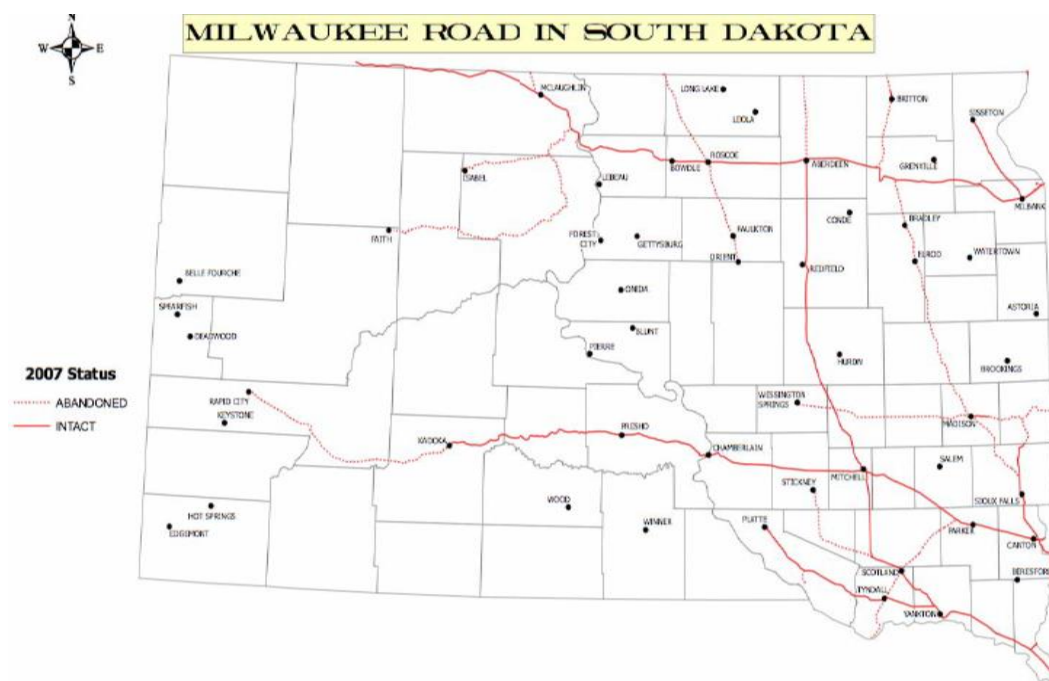 N
MILWAUKEE ROAD IN SOUTH DAKOTA
W E
S
MCLAUGHLIN
LONG LAKE
LEOLA
BRITTON
SISSETON
ISABEL
LEBEAU
BOWDLE
ROSCOE
ABERDEEN
GRENVILLE
MILBANK
FAITH
FOREST
CITY
GETTYSBURG
FAULKTON
ORIENT
CONDE
REDFIELD
BRADLEY
ELROD
WATERTOWN
BELLE FOURCHE
SPEARFISH
DEADWOOD
ONIDA
BLUNT
PIERRE
HURON
ASTORIA
BROOKINGS
2007 Status
ABANDONED
INTACT
RAPID CITY
KEYSTONE
WESSINGTON
SPRINGS
MADISON
KADOKA
PRESHO
CHAMBERLAIN
MITCHELL
SALEM
STICKNEY
SIOUX FALLS
HOT SPRINGS
EDGEMONT
WOOD
WINNER
PLATTE
PARKER
CANTON
SCOTLAND
BERESFORD
TYNDALL
YANKTON